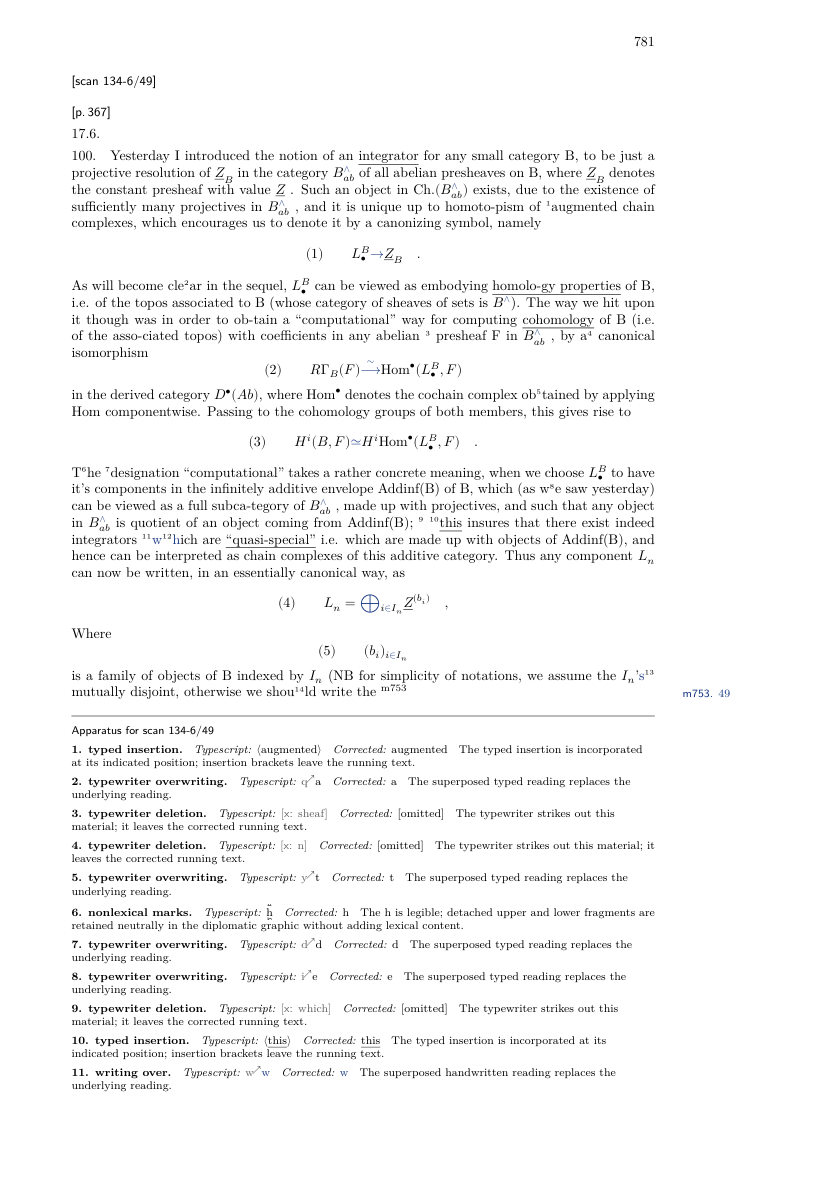 781
[scan 134-6/49]
[p. 367]
17.6.
100. Yesterday I introduced the notion of an integrator for any small category B, to be just a
projective resolution of Z_B in the category B^∧_ab of all abelian presheaves on B, where Z_B denotes
the constant presheaf with value Z . Such an object in Ch.(B^∧_ab) exists, due to the existence of
sufficiently many projectives in B^∧_ab , and it is unique up to homoto-pism of ¹augmented chain
complexes, which encourages us to denote it by a canonizing symbol, namely
(1) L^B_•→Z_B .
As will become cle²ar in the sequel, L^B_• can be viewed as embodying homolo-gy properties of B,
i.e. of the topos associated to B (whose category of sheaves of sets is B^∧). The way we hit upon
it though was in order to ob-tain a “computational” way for computing cohomology of B (i.e.
of the asso-ciated topos) with coefficients in any abelian ³ presheaf F in B^∧_ab , by a⁴ canonical
isomorphism
(2) RΓ_B(F) ⟶~ Hom^•(L^B_•, F)
in the derived category D^•(Ab), where Hom^• denotes the cochain complex ob⁵tained by applying
Hom componentwise. Passing to the cohomology groups of both members, this gives rise to
(3) H^i(B, F)≃H^iHom^•(L^B_•, F) .
T⁶he ⁷designation “computational” takes a rather concrete meaning, when we choose L^B_• to have
it’s components in the infinitely additive envelope Addinf(B) of B, which (as w⁸e saw yesterday)
can be viewed as a full subca-tegory of B^∧_ab , made up with projectives, and such that any object
in B^∧_ab is quotient of an object coming from Addinf(B); ⁹ ¹⁰this insures that there exist indeed
integrators ¹¹w¹²hich are “quasi-special” i.e. which are made up with objects of Addinf(B), and
hence can be interpreted as chain complexes of this additive category. Thus any component L_n
can now be written, in an essentially canonical way, as
(4) L_n = ⨁_{i∈I_n} Z^(b_i) ,
Where
(5) (b_i)_{i∈I_n}
is a family of objects of B indexed by I_n (NB for simplicity of notations, we assume the I_n’s¹³
mutually disjoint, otherwise we shou¹⁴ld write the m753
m753. 49
Apparatus for scan 134-6/49
1. typed insertion. Typescript: ⟨augmented⟩ Corrected: augmented The typed insertion is incorporated
at its indicated position; insertion brackets leave the running text.
2. typewriter overwriting. Typescript: q↗a Corrected: a The superposed typed reading replaces the
underlying reading.
3. typewriter deletion. Typescript: [x: sheaf] Corrected: [omitted] The typewriter strikes out this
material; it leaves the corrected running text.
4. typewriter deletion. Typescript: [x: n] Corrected: [omitted] The typewriter strikes out this material; it
leaves the corrected running text.
5. typewriter overwriting. Typescript: y↗t Corrected: t The superposed typed reading replaces the
underlying reading.
6. nonlexical marks. Typescript: h Corrected: h The h is legible; detached upper and lower fragments are
retained neutrally in the diplomatic graphic without adding lexical content.
7. typewriter overwriting. Typescript: d↗d Corrected: d The superposed typed reading replaces the
underlying reading.
8. typewriter overwriting. Typescript: i↗e Corrected: e The superposed typed reading replaces the
underlying reading.
9. typewriter deletion. Typescript: [x: which] Corrected: [omitted] The typewriter strikes out this
material; it leaves the corrected running text.
10. typed insertion. Typescript: ⟨this⟩ Corrected: this The typed insertion is incorporated at its
indicated position; insertion brackets leave the running text.
11. writing over. Typescript: w↗w Corrected: w The superposed handwritten reading replaces the
underlying reading.